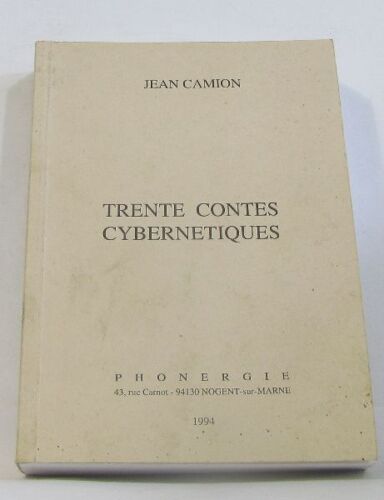 JEAN CAMION
TRENTE CONTES
CYBERNETIQUES
PHONERGIE
43, rue Carnot - 94130 NOGENT-sur-MARNE
1994